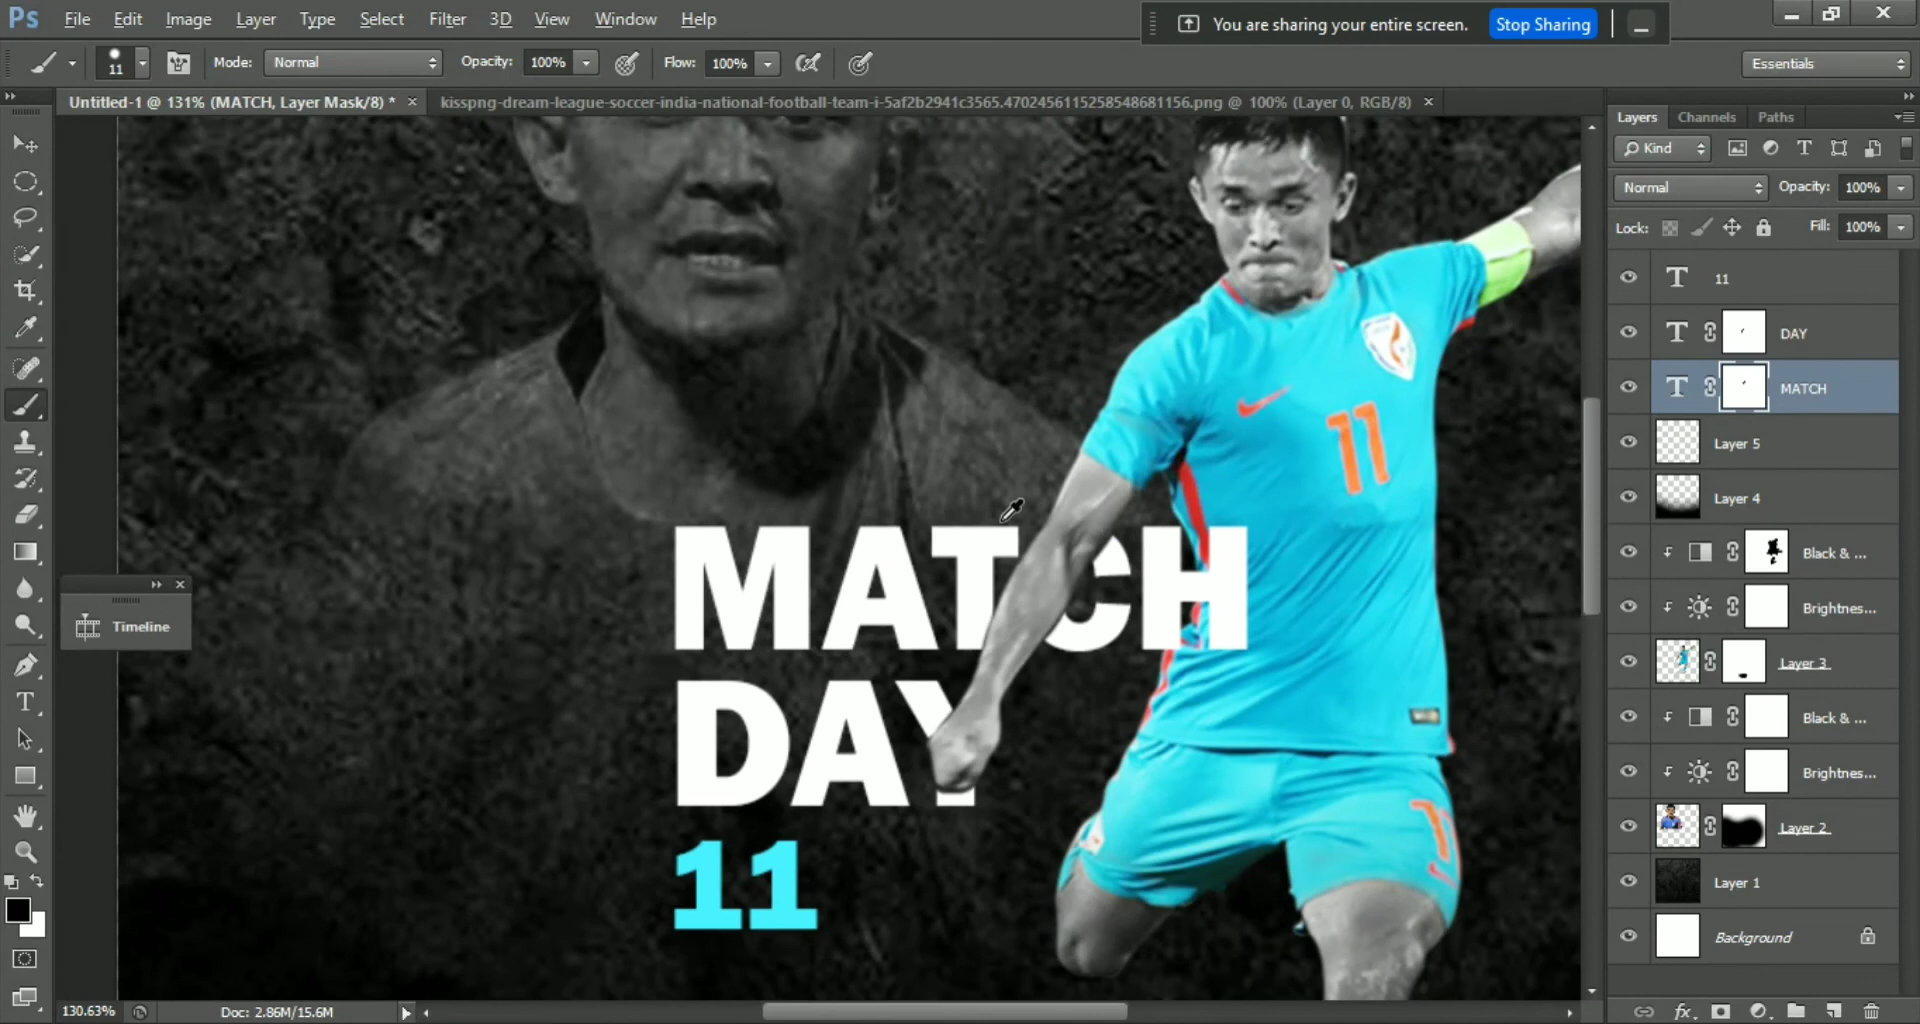 Ps File Edit Image Layer Type Select Filter 3D View Window Help
You are sharing your entire screen. Stop Sharing
11 Mode: Normal Opacity: 100% Flow: 100% Essentials
Untitled-1 @ 131% (MATCH, Layer Mask/8) * × kisspng-dream-league-soccer-india-national-football-team-i-5af2b2941c3565.4702456115258548681156.png @ 100% (Layer 0, RGB/8) ×
Layers Channels Paths
Kind
Normal Opacity: 100%
Lock: Fill: 100%
T 11
T DAY
T MATCH
Layer 5
Layer 4
Black & ...
Brightnes...
Layer 3
Black & ...
Brightnes...
Layer 2
Layer 1
Background
Timeline
11
MATCH
DAY
11
130.63% Doc: 2.86M/15.6M
fx